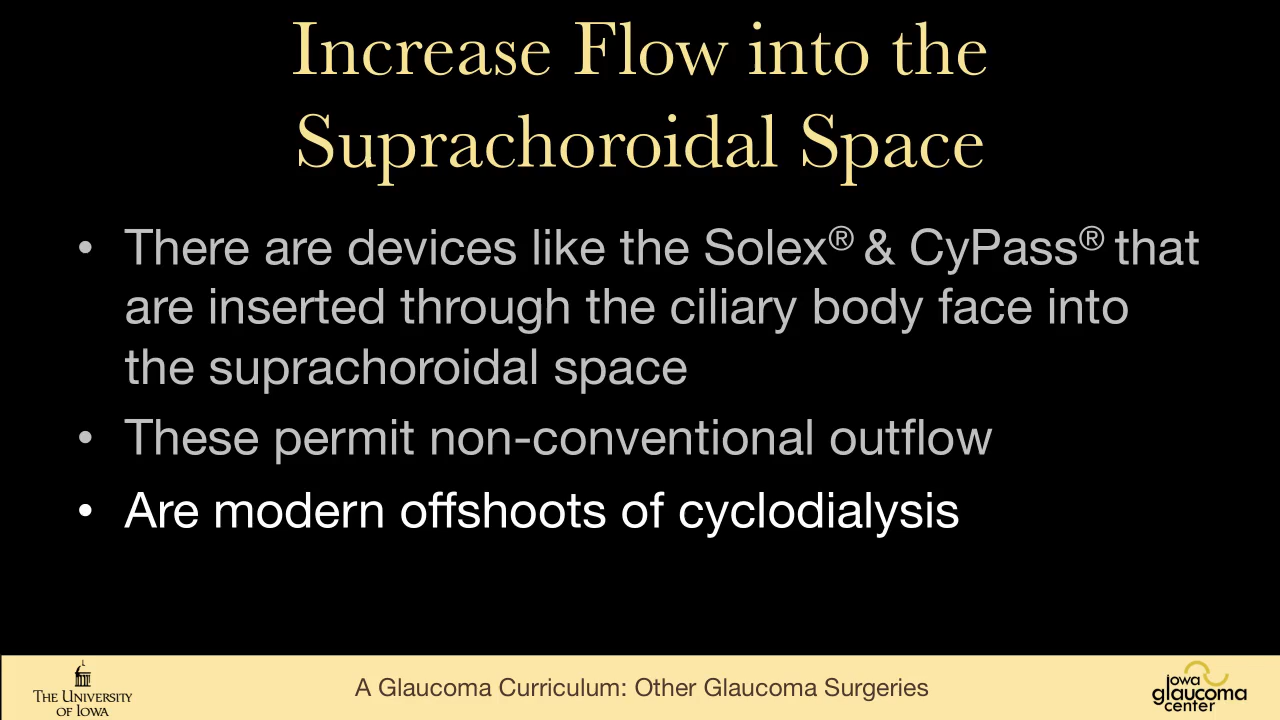 Increase Flow into the
Suprachoroidal Space
• There are devices like the Solex® & CyPass® that
are inserted through the ciliary body face into
the suprachoroidal space
• These permit non-conventional outflow
• Are modern offshoots of cyclodialysis
THE UNIVERSITY
OF IOWA
A Glaucoma Curriculum: Other Glaucoma Surgeries
iowa
glaucoma
center